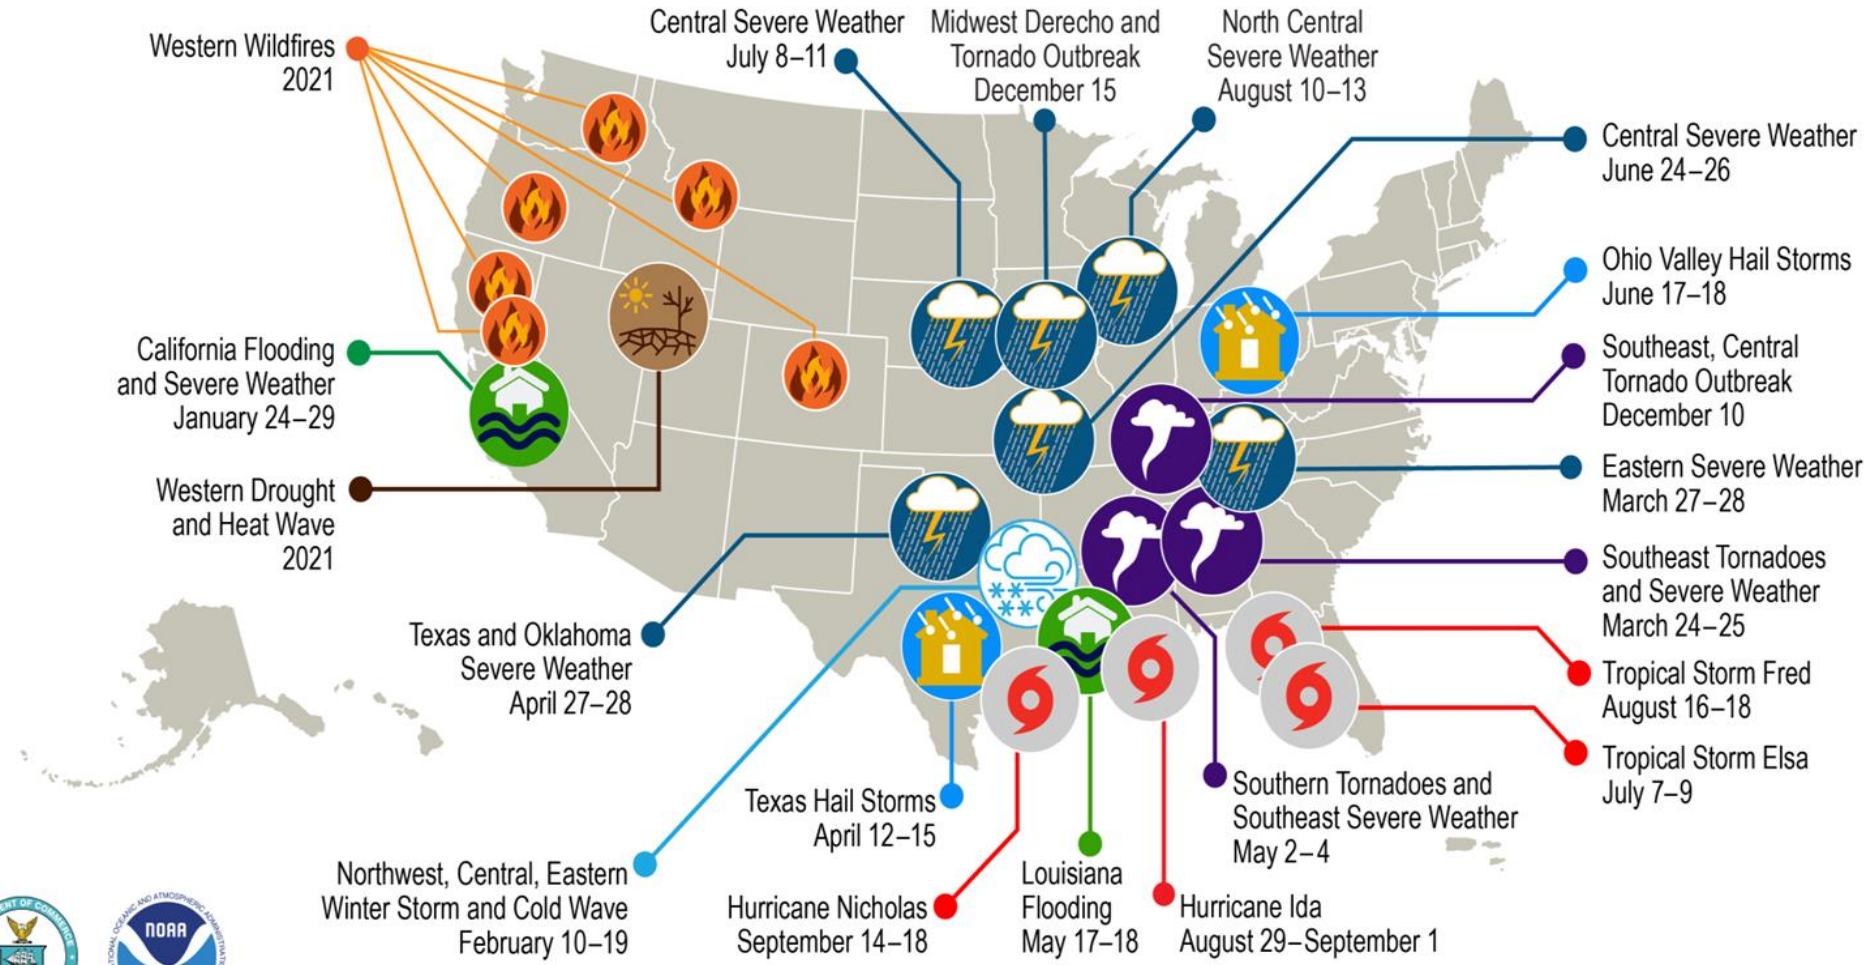 Western Wildfires
2021
Central Severe Weather
July 8–11
Midwest Derecho and
Tornado Outbreak
December 15
North Central
Severe Weather
August 10–13
Central Severe Weather
June 24–26
Ohio Valley Hail Storms
June 17–18
Southeast, Central
Tornado Outbreak
December 10
Eastern Severe Weather
March 27–28
Southeast Tornadoes
and Severe Weather
March 24–25
Tropical Storm Fred
August 16–18
Tropical Storm Elsa
July 7–9
California Flooding
and Severe Weather
January 24–29
Western Drought
and Heat Wave
2021
Texas and Oklahoma
Severe Weather
April 27–28
Texas Hail Storms
April 12–15
Northwest, Central, Eastern
Winter Storm and Cold Wave
February 10–19
Hurricane Nicholas
September 14–18
Louisiana
Flooding
May 17–18
Hurricane Ida
August 29–September 1
Southern Tornadoes and
Southeast Severe Weather
May 2–4
OF COMMERCE
OCEANIC AND ATMOSPHERIC
NOAA